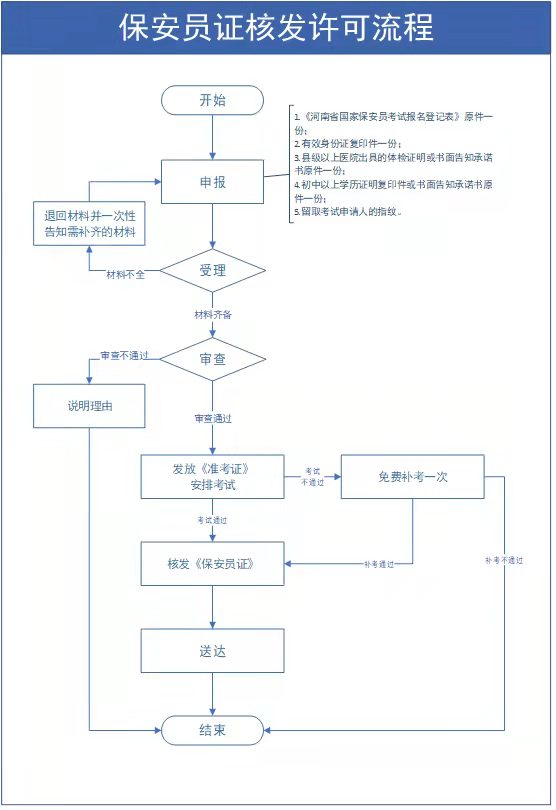 保安员证核发许可流程
开始
1.《河南省国家保安员考试报名登记表》原件一
份；
2.有效身份证复印件一份；
3.县级以上医院出具的体检证明或书面告知承诺
书原件一份；
4.初中以上学历证明复印件或书面告知承诺书原
件一份；
5.留取考试申请人的指纹。
申报
退回材料并一次性
告知需补齐的材料
受理
材料不全
材料齐备
审查不通过
审查
说明理由
审查通过
发放《准考证》
安排考试
考试
不通过
免费补考一次
考试通过
核发《保安员证》
补考通过
补考不通过
送达
结束